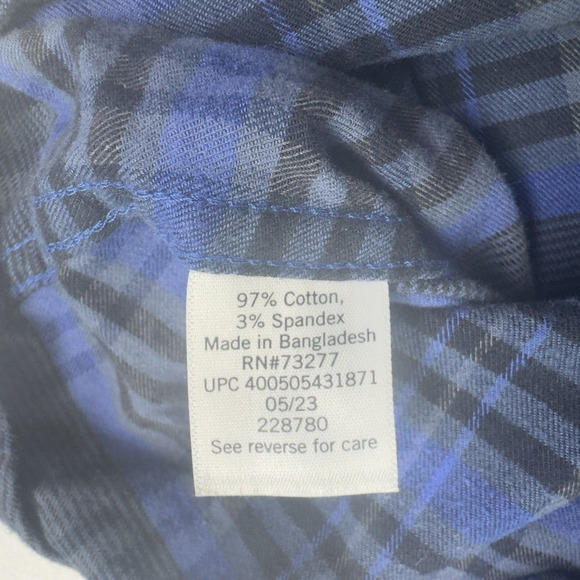 97% Cotton,
3% Spandex
Made in Bangladesh
RN#73277
UPC 400505431871
05/23
228780
See reverse for care